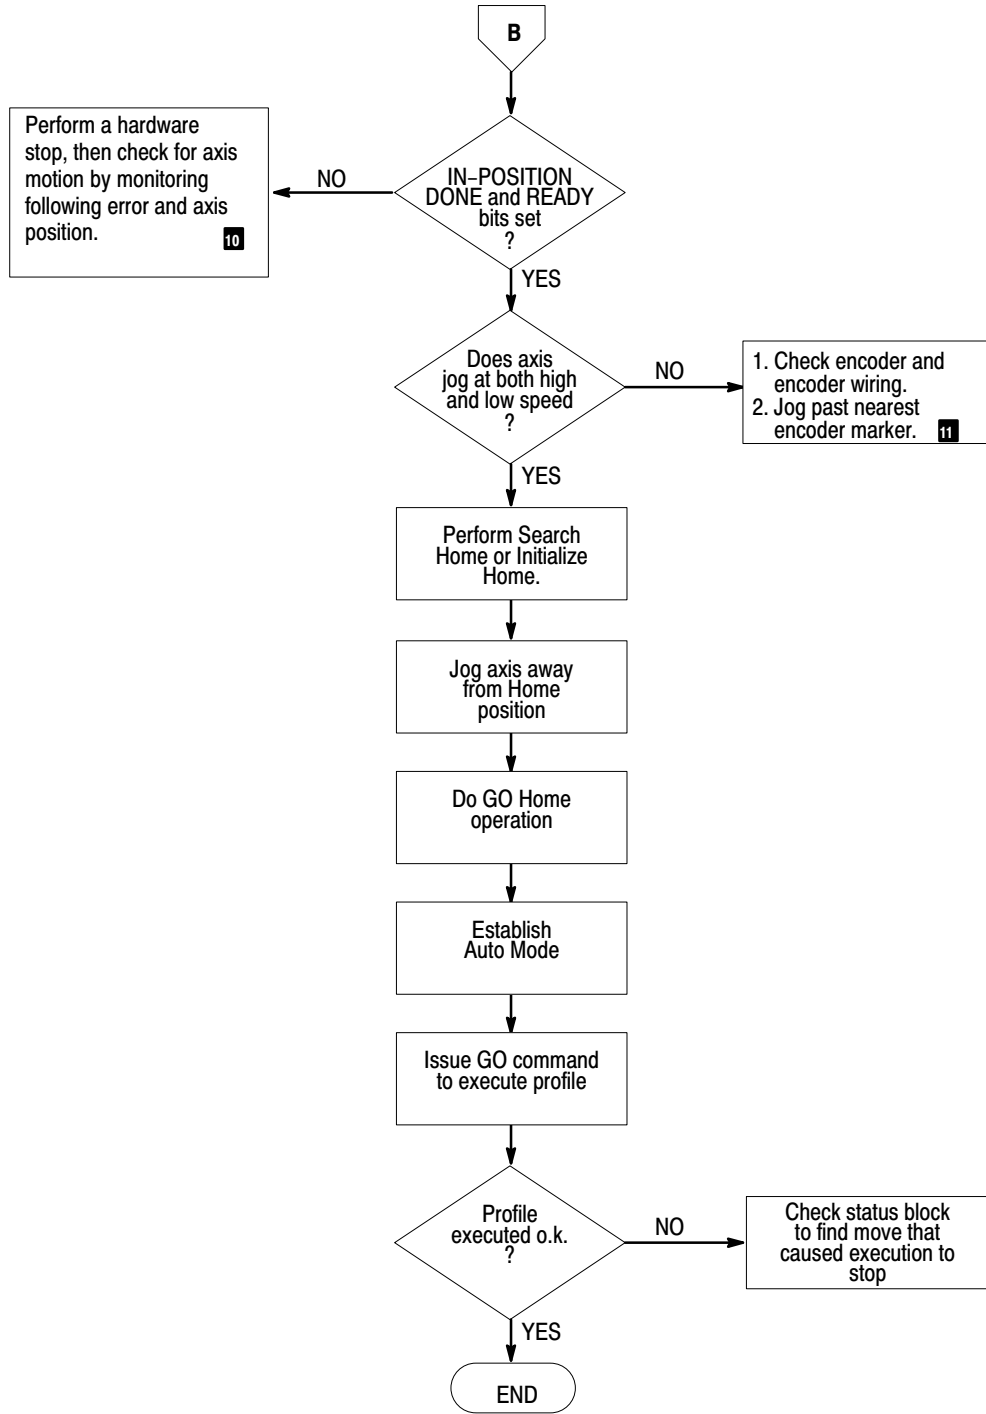 B
Perform a hardware
stop, then check for axis
motion by monitoring
following error and axis
position.
10
NO
IN-POSITION
DONE and READY
bits set
?
YES
Does axis
jog at both high
and low speed
?
NO
1. Check encoder and
encoder wiring.
2. Jog past nearest
encoder marker.
11
YES
Perform Search
Home or Initialize
Home.
Jog axis away
from Home
position
Do GO Home
operation
Establish
Auto Mode
Issue GO command
to execute profile
Profile
executed o.k.
?
NO
Check status block
to find move that
caused execution to
stop
YES
END